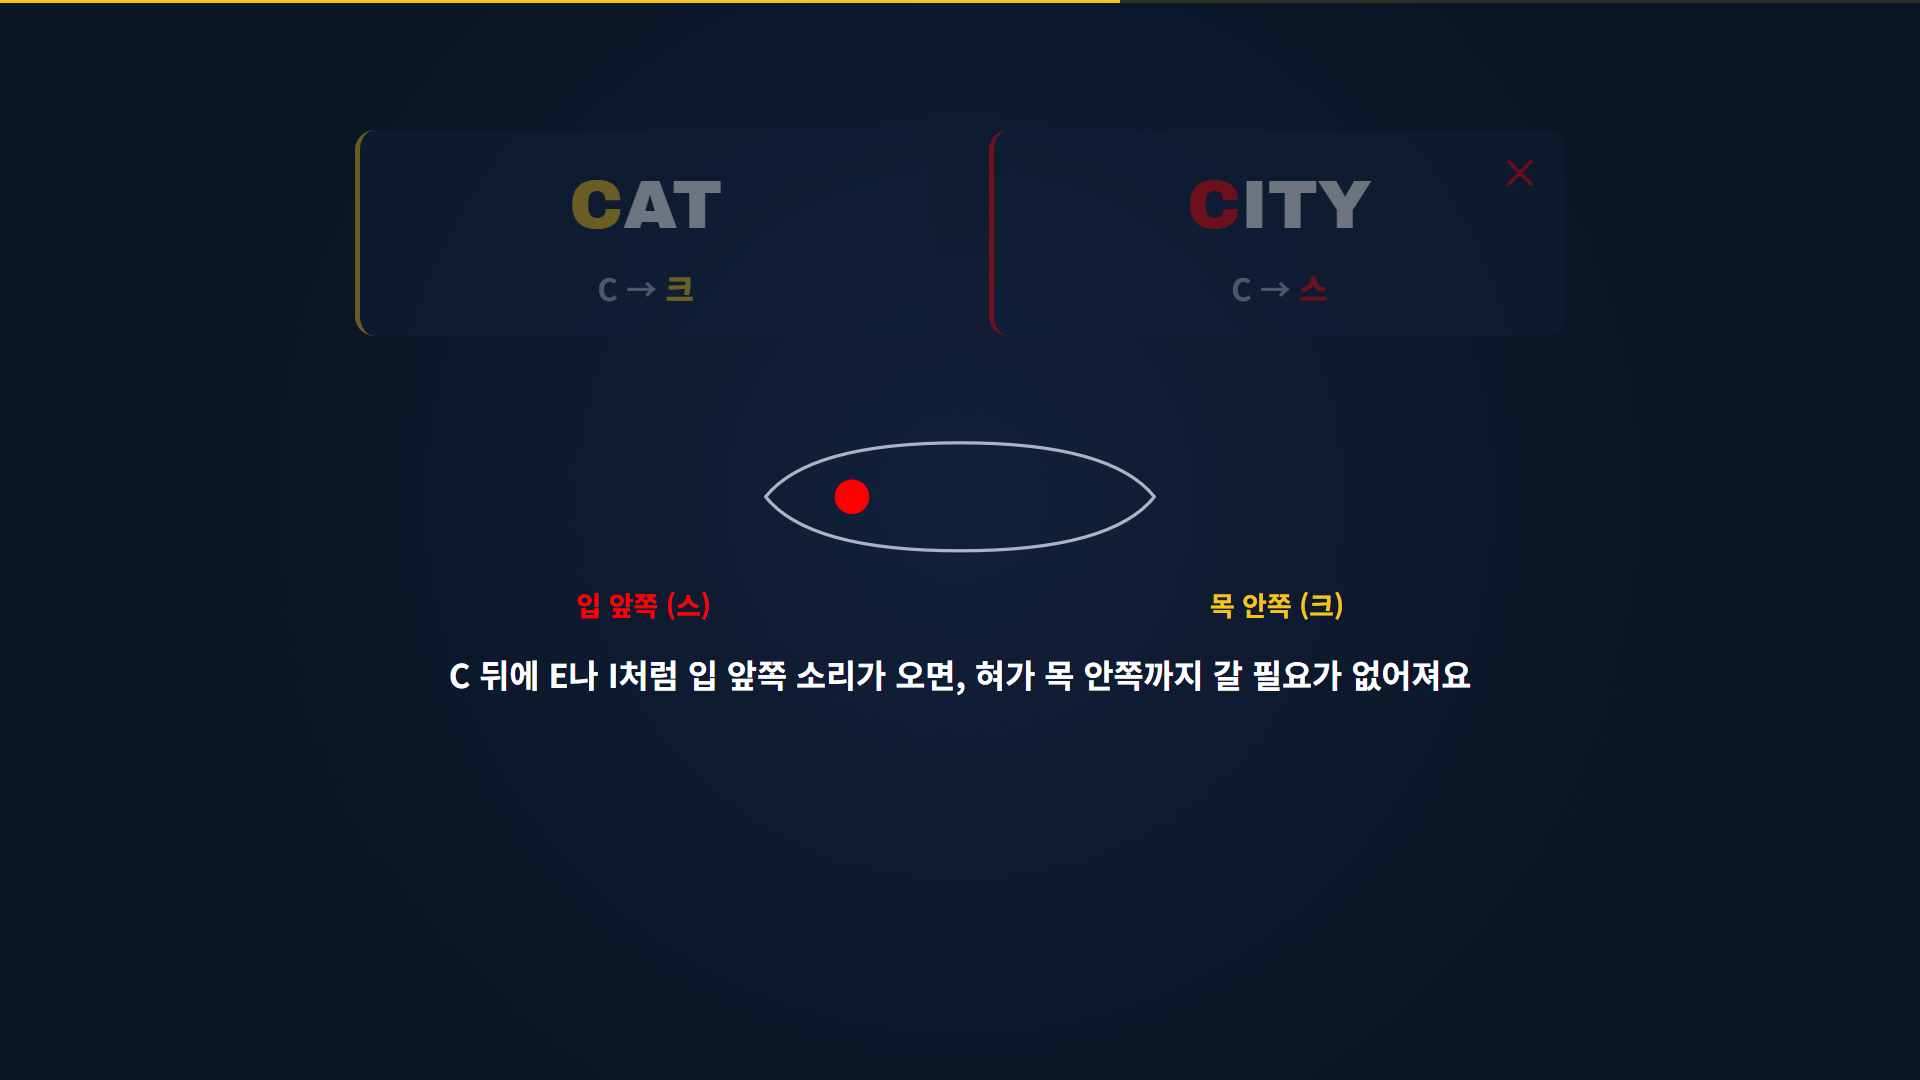 CAT
CITY
C → 크
C → 스
입 앞쪽 (스)
목 안쪽 (크)
C 뒤에 E나 I처럼 입 앞쪽 소리가 오면, 혀가 목 안쪽까지 갈 필요가 없어져요